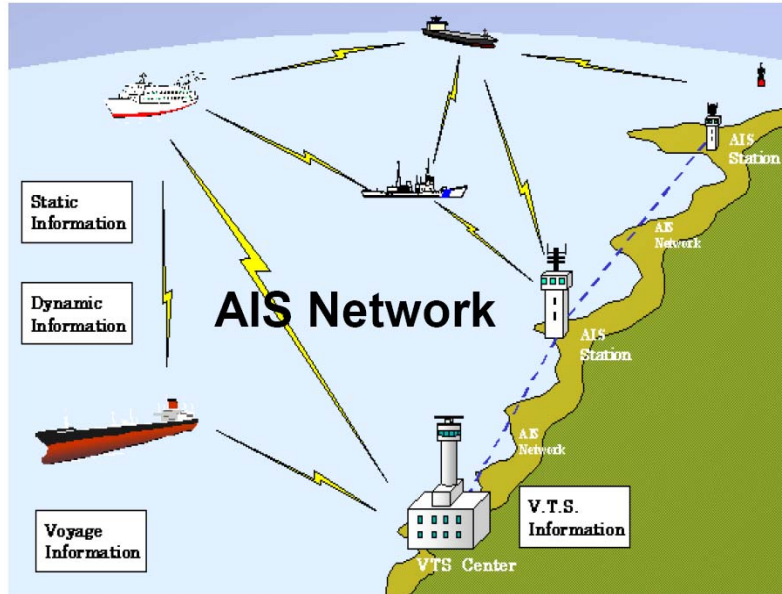 AIS
Station
Static
Information
AIS
Network
Dynamic
Information
AIS Network
AIS
Station
AIS
Network
V.T.S.
Information
Voyage
Information
VTS Center